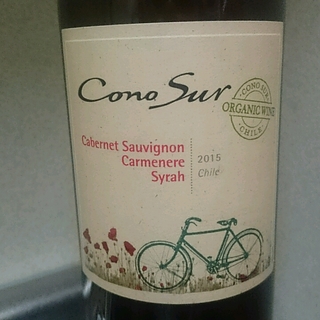 Cono Sur
CONO SUR
ORGANIC WINE
CHILE
Cabernet Sauvignon
Carmenere
Syrah
2015
Chile